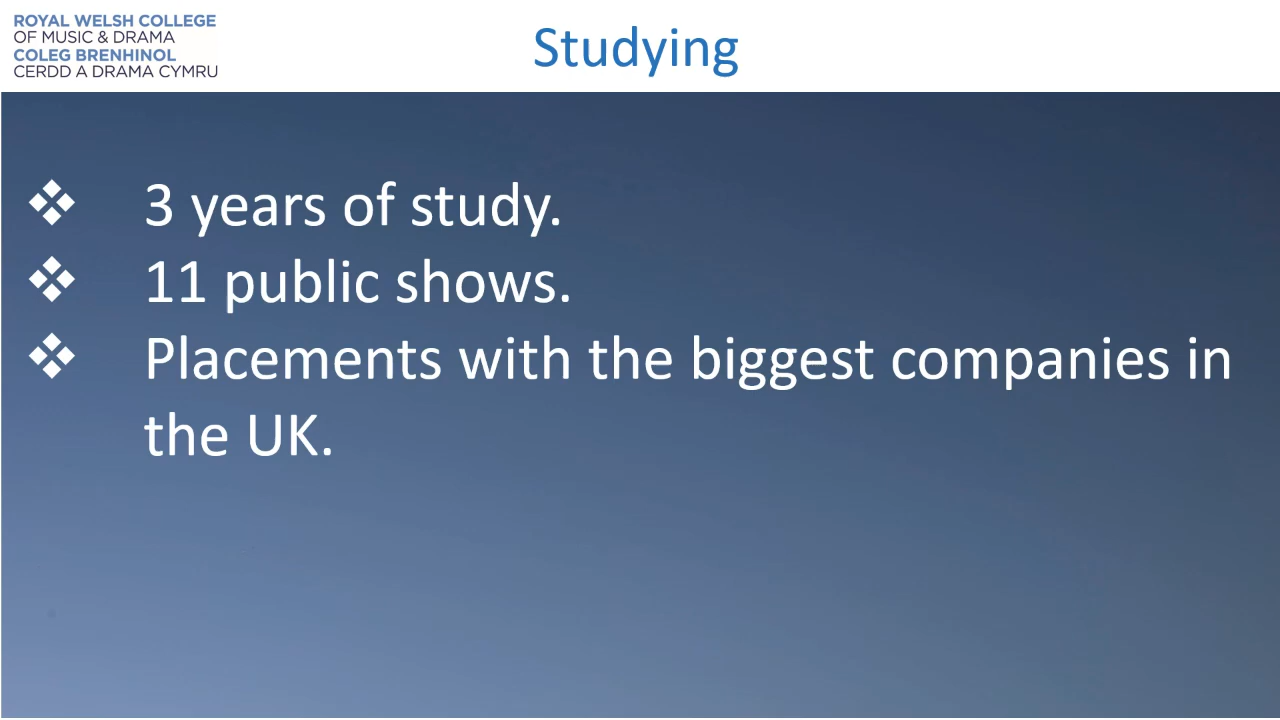 ROYAL WELSH COLLEGE
OF MUSIC & DRAMA
COLEG BRENHINOL
CERDD A DRAMA CYMRU
Studying
❖ 3 years of study.
❖ 11 public shows.
❖ Placements with the biggest companies in
the UK.